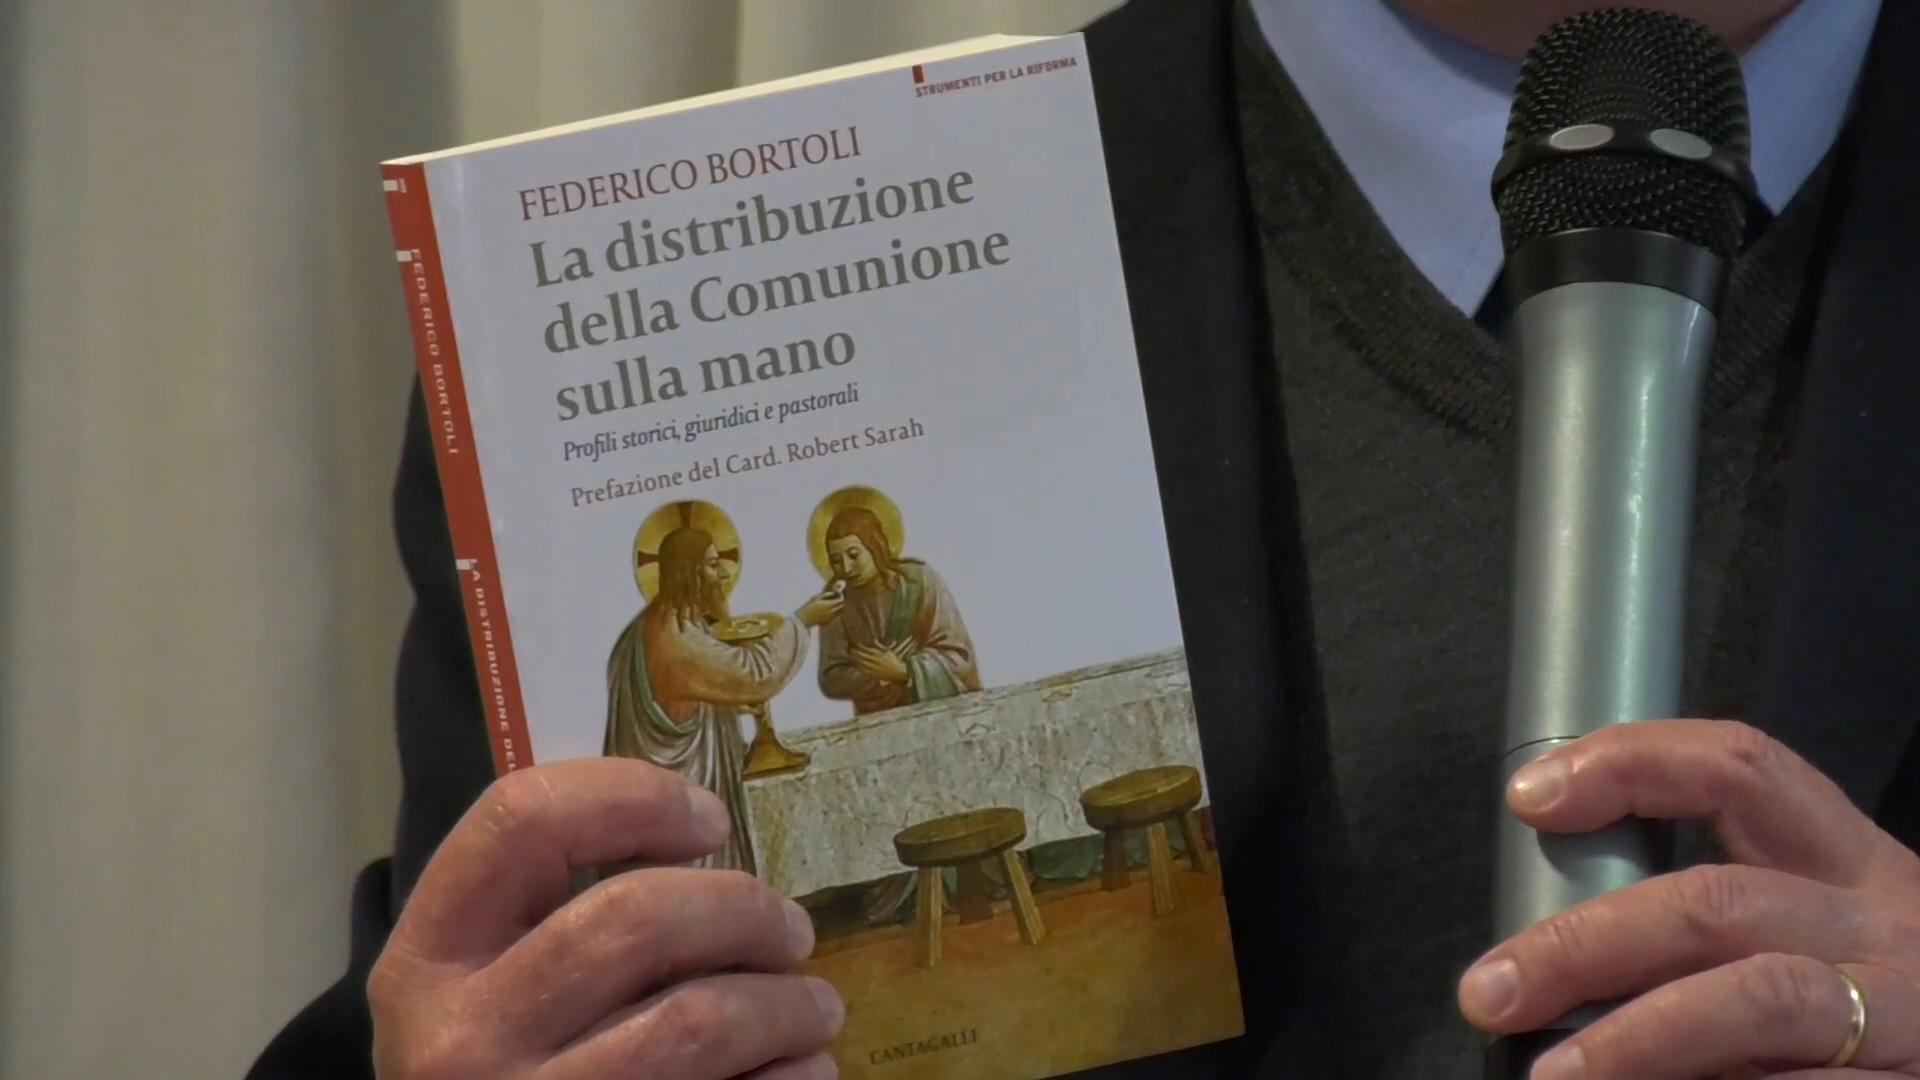 STRUMENTI PER LA RIFORMA
FEDERICO BORTOLI
La distribuzione
della Comunione
sulla mano
Profili storici, giuridici e pastorali
Prefazione del Card. Robert Sarah
CANTAGALLI
FEDERICO BORTOLI
LA DISTRIBUZIONE DEL